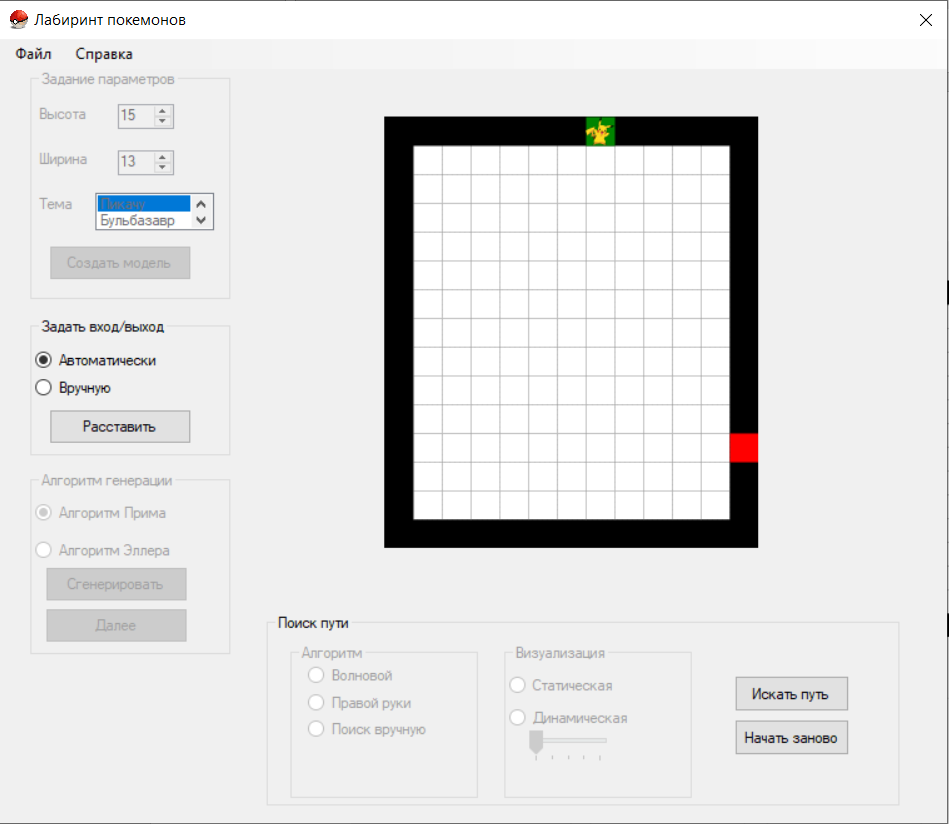 Лабиринт покемонов
Файл Справка
Задание параметров
Высота 15
Ширина 13
Тема Пикачу
Бульбазавр
Создать модель
Задать вход/выход
Автоматически
Вручную
Расставить
Алгоритм генерации
Алгоритм Прима
Алгоритм Эллера
Сгенерировать
Далее
Поиск пути
Алгоритм
Волновой
Правой руки
Поиск вручную
Визуализация
Статическая
Динамическая
Искать путь
Начать заново